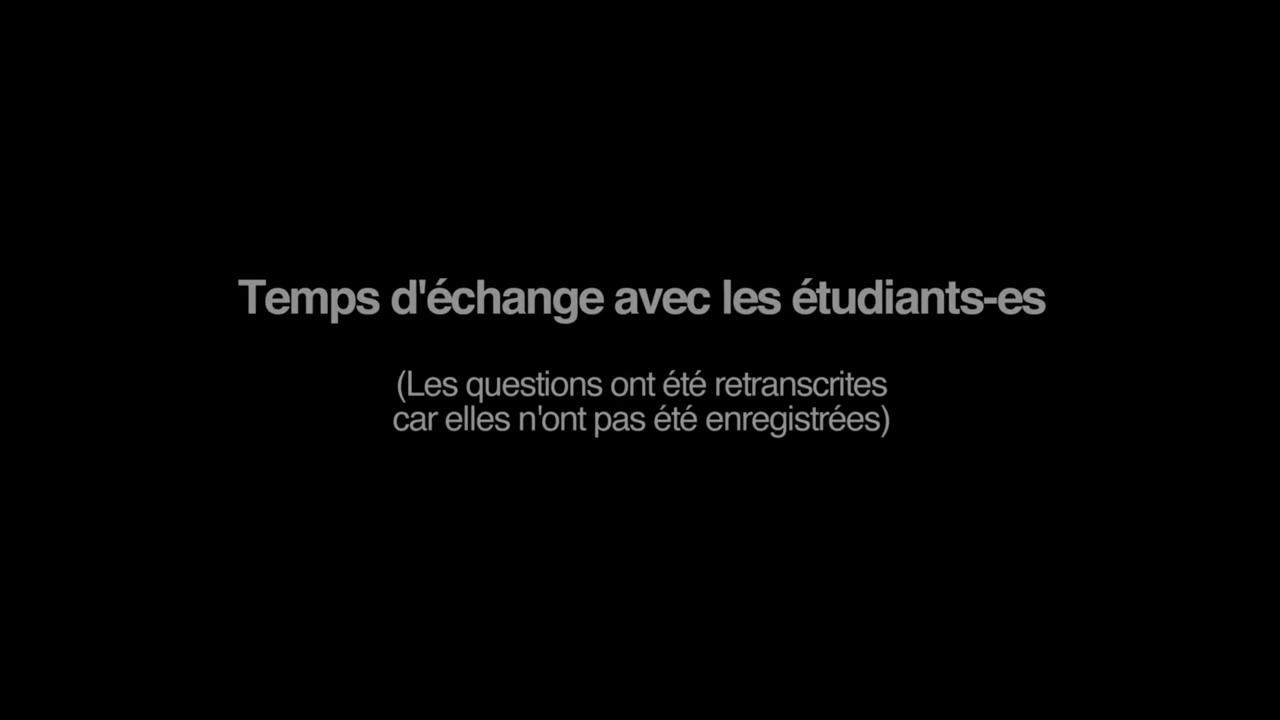 Temps d'échange avec les étudiants-es
(Les questions ont été retranscrites
car elles n'ont pas été enregistrées)